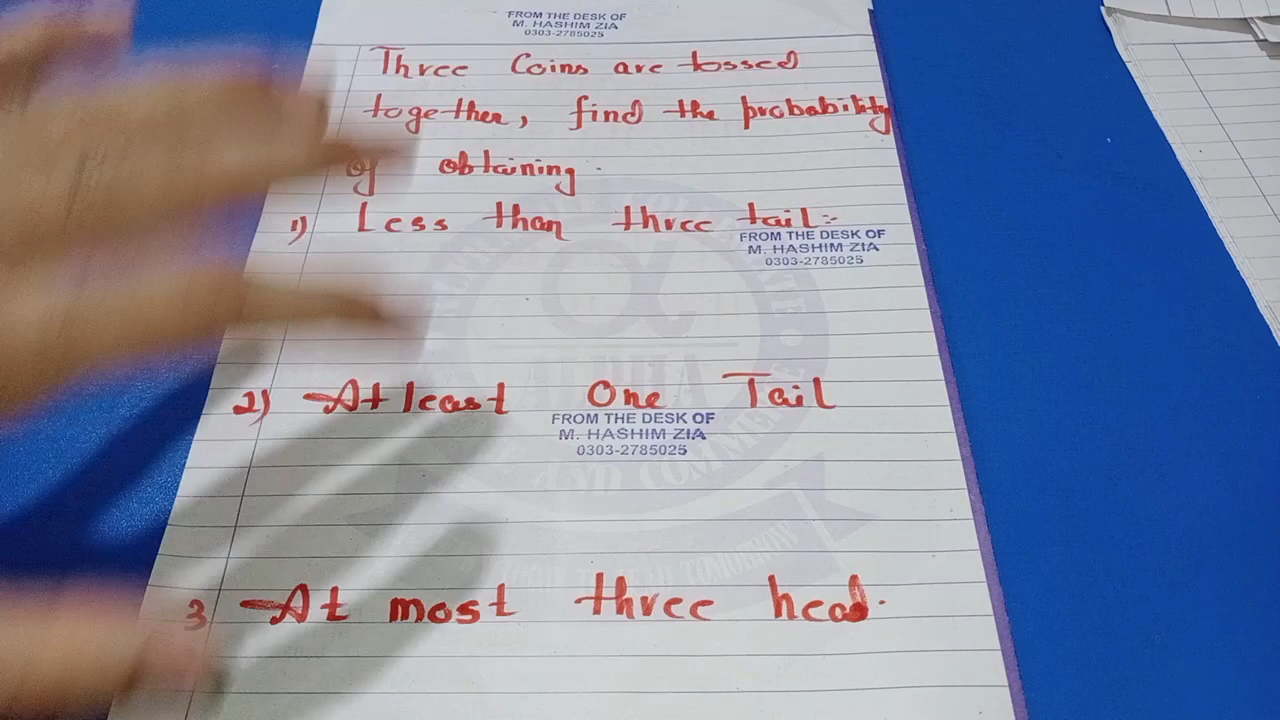 FROM THE DESK OF
M. HASHIM ZIA
0303-2785025
Three Coins are tossed
together, find the probability
of obtaining.
1) Less than three tail:-
FROM THE DESK OF
M. HASHIM ZIA
0303-2785025
2) At least One Tail
FROM THE DESK OF
M. HASHIM ZIA
0303-2785025
3 At most three head.